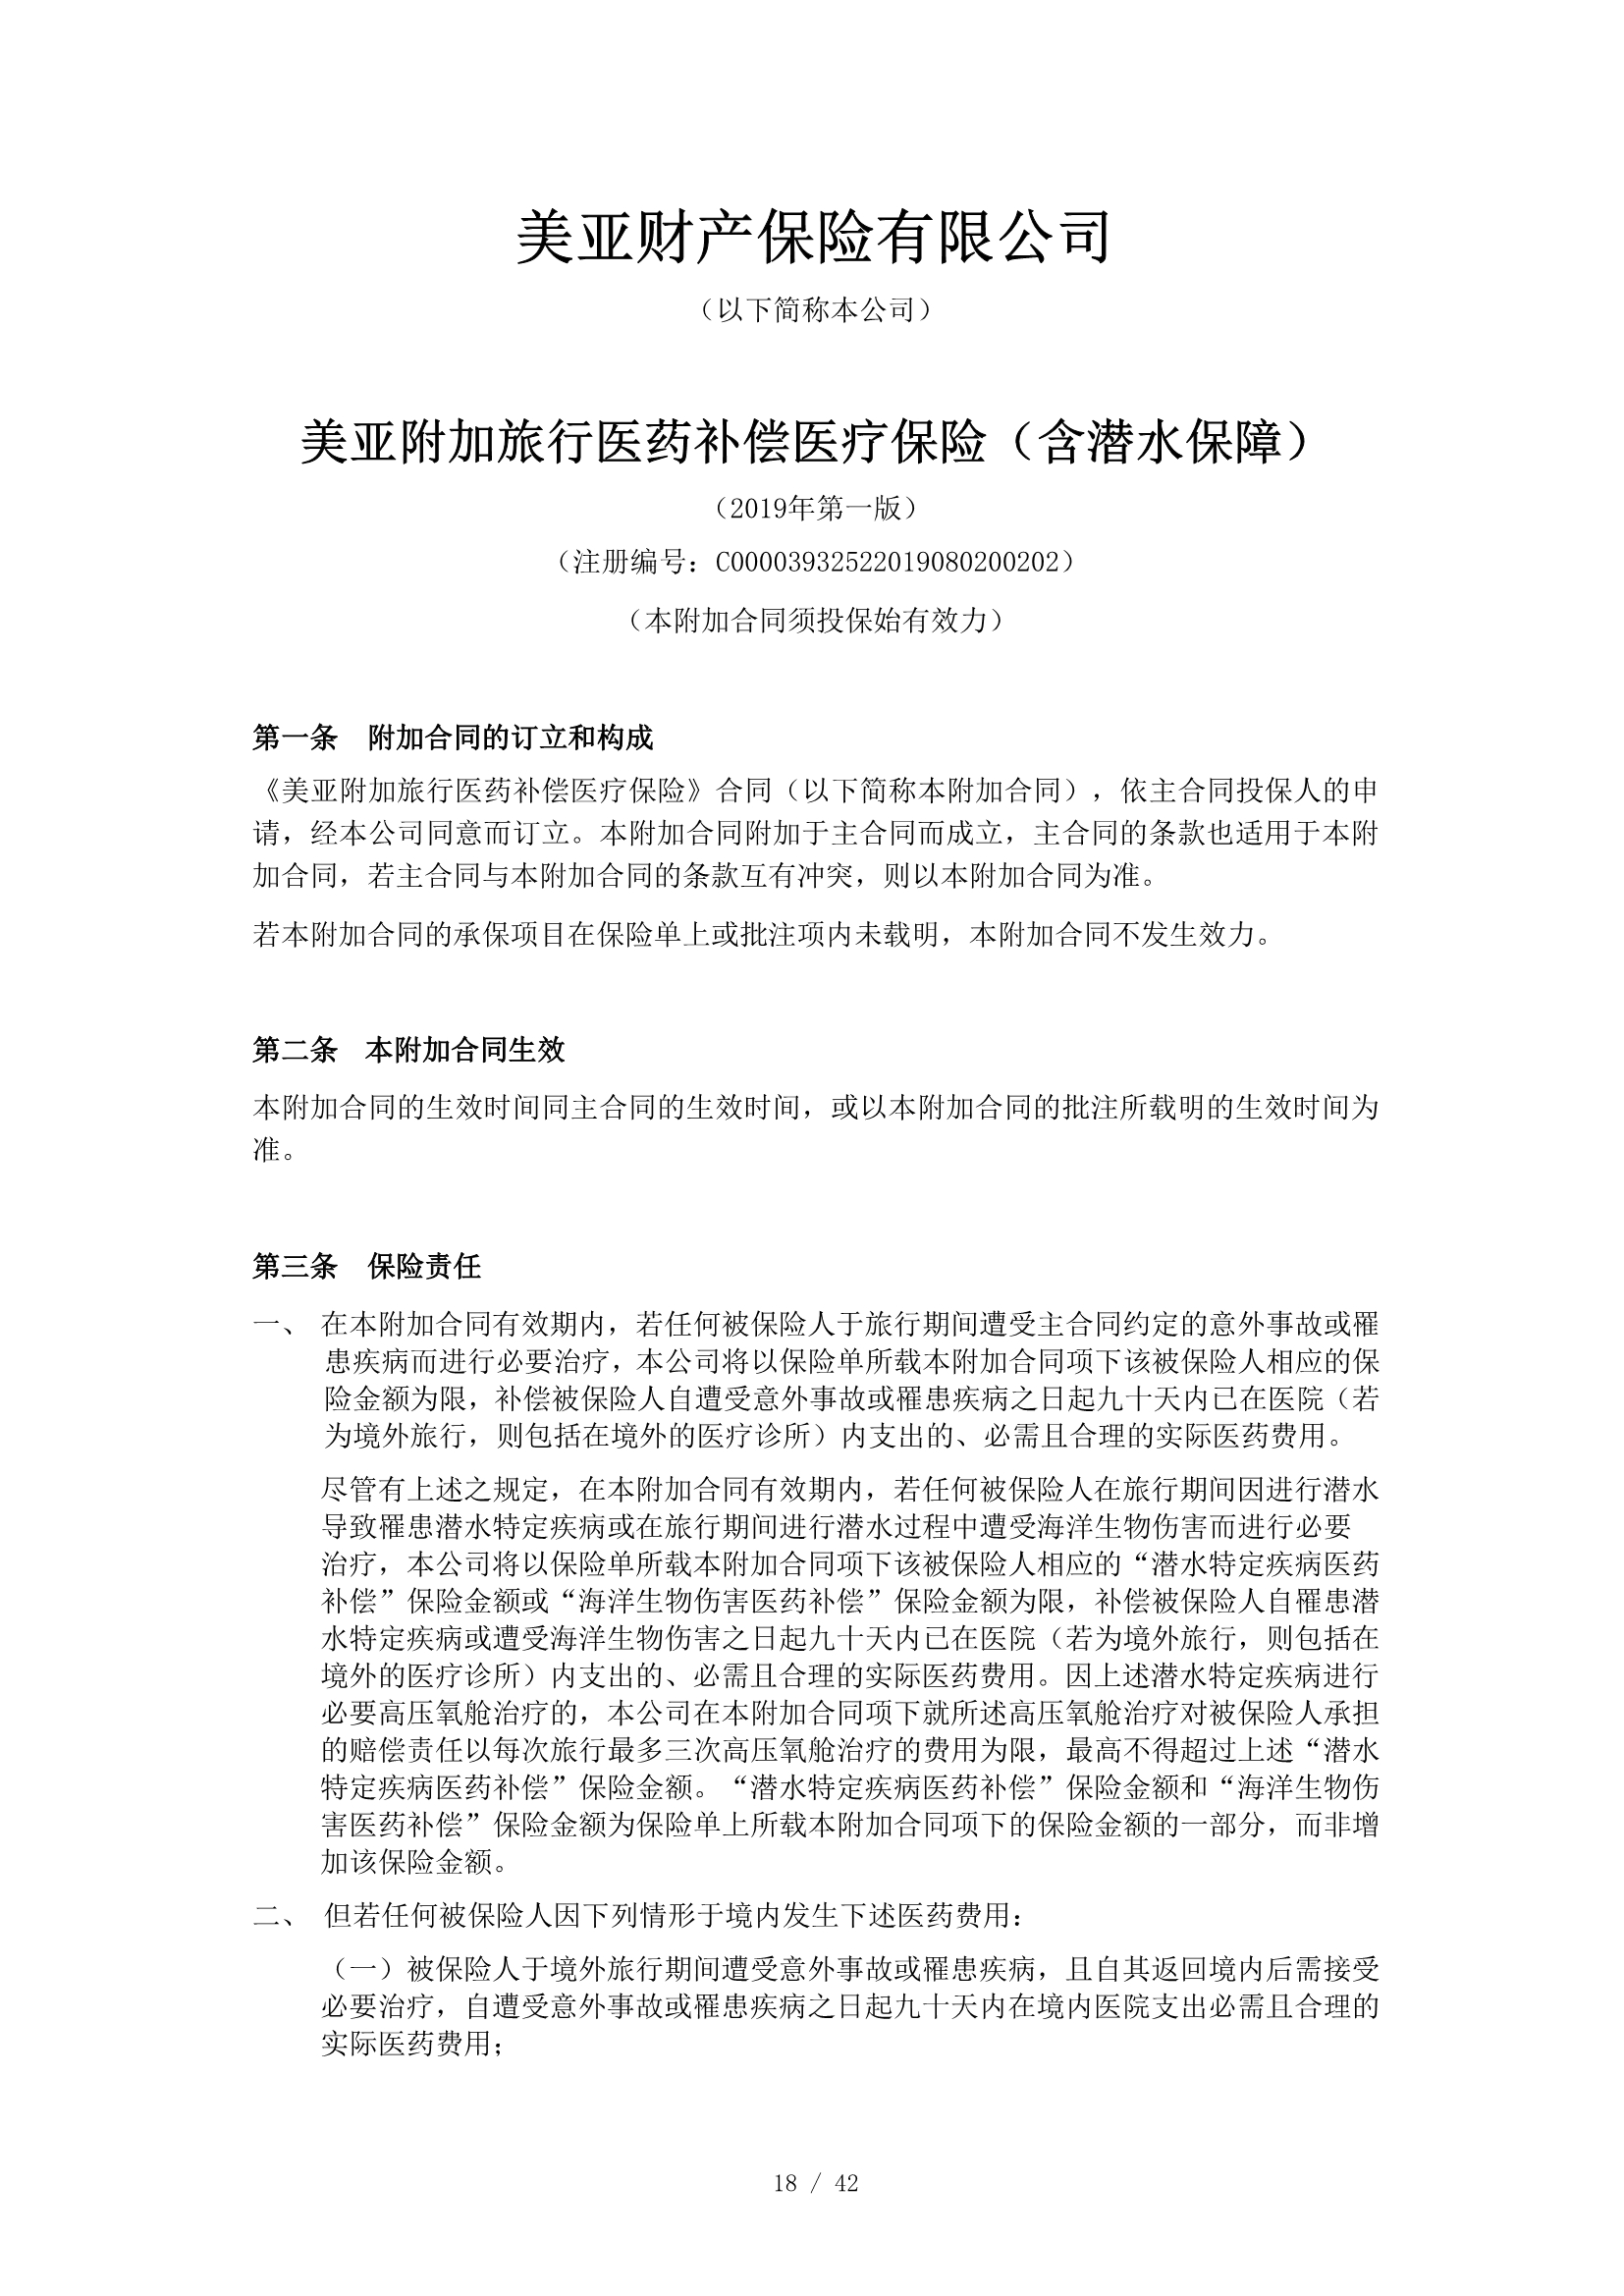 美亚财产保险有限公司
（以下简称本公司）
美亚附加旅行医药补偿医疗保险（含潜水保障）
（2019年第一版）
（注册编号：C00003932522019080200202）
（本附加合同须投保始有效力）
第一条　附加合同的订立和构成
《美亚附加旅行医药补偿医疗保险》合同（以下简称本附加合同），依主合同投保人的申
请，经本公司同意而订立。本附加合同附加于主合同而成立，主合同的条款也适用于本附
加合同，若主合同与本附加合同的条款互有冲突，则以本附加合同为准。
若本附加合同的承保项目在保险单上或批注项内未载明，本附加合同不发生效力。
第二条　本附加合同生效
本附加合同的生效时间同主合同的生效时间，或以本附加合同的批注所载明的生效时间为
准。
第三条　保险责任
一、 在本附加合同有效期内，若任何被保险人于旅行期间遭受主合同约定的意外事故或罹
患疾病而进行必要治疗，本公司将以保险单所载本附加合同项下该被保险人相应的保
险金额为限，补偿被保险人自遭受意外事故或罹患疾病之日起九十天内已在医院（若
为境外旅行，则包括在境外的医疗诊所）内支出的、必需且合理的实际医药费用。
尽管有上述之规定，在本附加合同有效期内，若任何被保险人在旅行期间因进行潜水
导致罹患潜水特定疾病或在旅行期间进行潜水过程中遭受海洋生物伤害而进行必要
治疗，本公司将以保险单所载本附加合同项下该被保险人相应的“潜水特定疾病医药
补偿”保险金额或“海洋生物伤害医药补偿”保险金额为限，补偿被保险人自罹患潜
水特定疾病或遭受海洋生物伤害之日起九十天内已在医院（若为境外旅行，则包括在
境外的医疗诊所）内支出的、必需且合理的实际医药费用。因上述潜水特定疾病进行
必要高压氧舱治疗的，本公司在本附加合同项下就所述高压氧舱治疗对被保险人承担
的赔偿责任以每次旅行最多三次高压氧舱治疗的费用为限，最高不得超过上述“潜水
特定疾病医药补偿”保险金额。“潜水特定疾病医药补偿”保险金额和“海洋生物伤
害医药补偿”保险金额为保险单上所载本附加合同项下的保险金额的一部分，而非增
加该保险金额。
二、 但若任何被保险人因下列情形于境内发生下述医药费用：
（一）被保险人于境外旅行期间遭受意外事故或罹患疾病，且自其返回境内后需接受
必要治疗，自遭受意外事故或罹患疾病之日起九十天内在境内医院支出必需且合理的
实际医药费用；
18 / 42